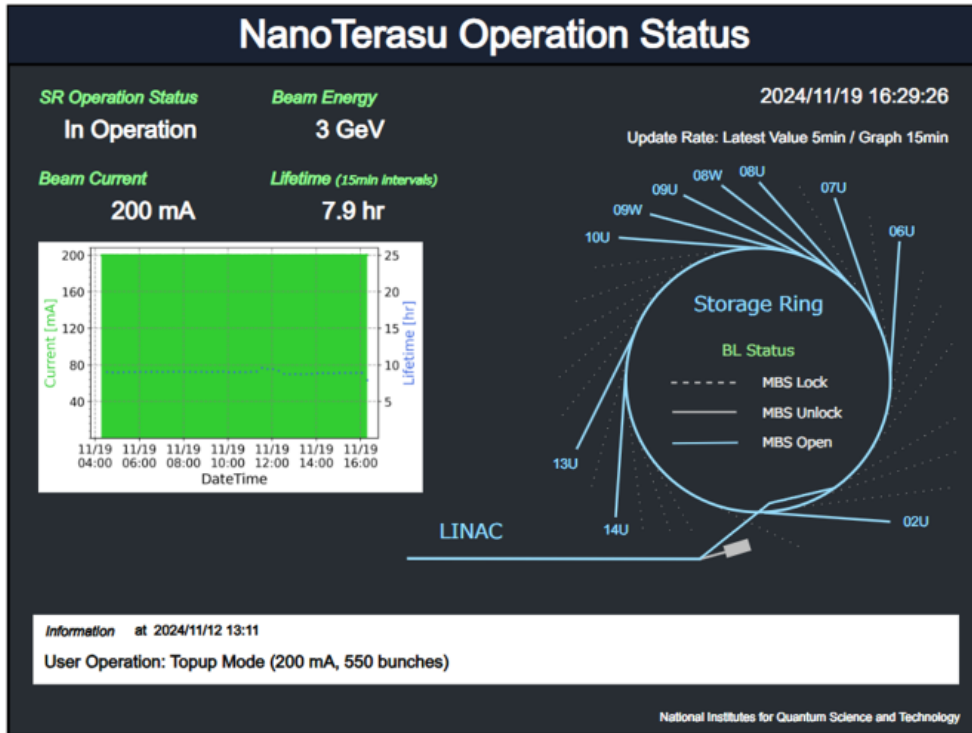 NanoTerasu Operation Status
SR Operation Status
In Operation
Beam Energy
3 GeV
2024/11/19 16:29:26
Update Rate: Latest Value 5min / Graph 15min
Beam Current
200 mA
Lifetime (15min intervals)
7.9 hr
Current [mA]
200
160
120
80
40
25
20
15
10
5
Lifetime [hr]
11/19 11/19 11/19 11/19 11/19 11/19 11/19
04:00 06:00 08:00 10:00 12:00 14:00 16:00
DateTime
10U
09W
09U
08W
08U
07U
06U
Storage Ring
BL Status
MBS Lock
MBS Unlock
MBS Open
13U
14U
02U
LINAC
Information at 2024/11/12 13:11
User Operation: Topup Mode (200 mA, 550 bunches)
National Institutes for Quantum Science and Technology